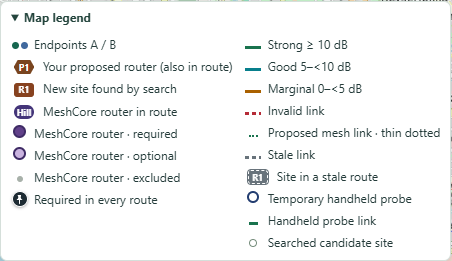 ▼ Map legend
Endpoints A / B
P1 Your proposed router (also in route)
R1 New site found by search
Hill MeshCore router in route
MeshCore router · required
MeshCore router · optional
MeshCore router · excluded
Required in every route
Strong ≥ 10 dB
Good 5–<10 dB
Marginal 0–<5 dB
Invalid link
Proposed mesh link · thin dotted
Stale link
R1 Site in a stale route
Temporary handheld probe
Handheld probe link
Searched candidate site